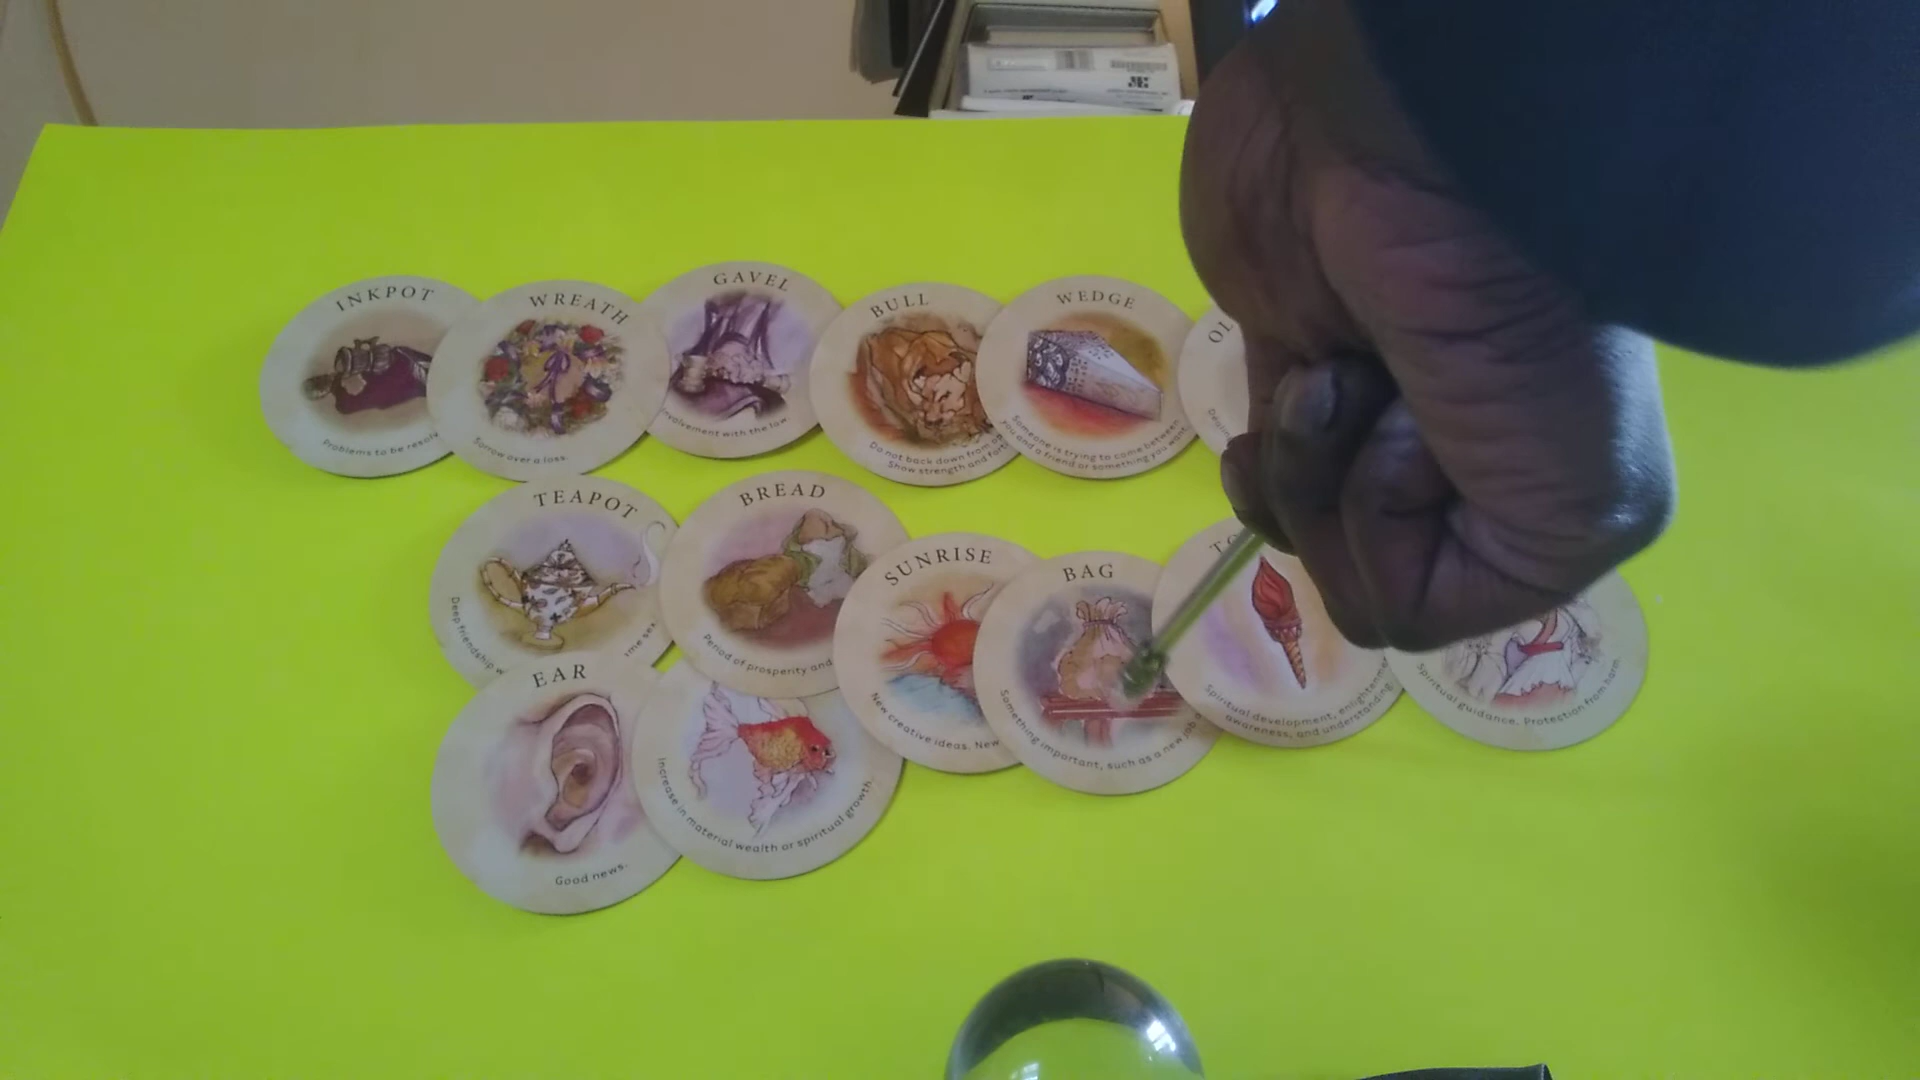 INKPOT
Problems to be
WREATH
Sorrow over a loss.
GAVEL
with the law
BULL
Do not back down from
Show strength and
WEDGE
Someone is trying to come between
you and a friend or something you want.
TEAPOT
Deep friendship
BREAD
Period of prosperity and
SUNRISE
New creative ideas. New
BAG
Something important, such as a new job
Spiritual development,
awareness, and understanding.
Spiritual guidance. Protection from harm.
EAR
Good news.
Increase in material wealth or spiritual growth.